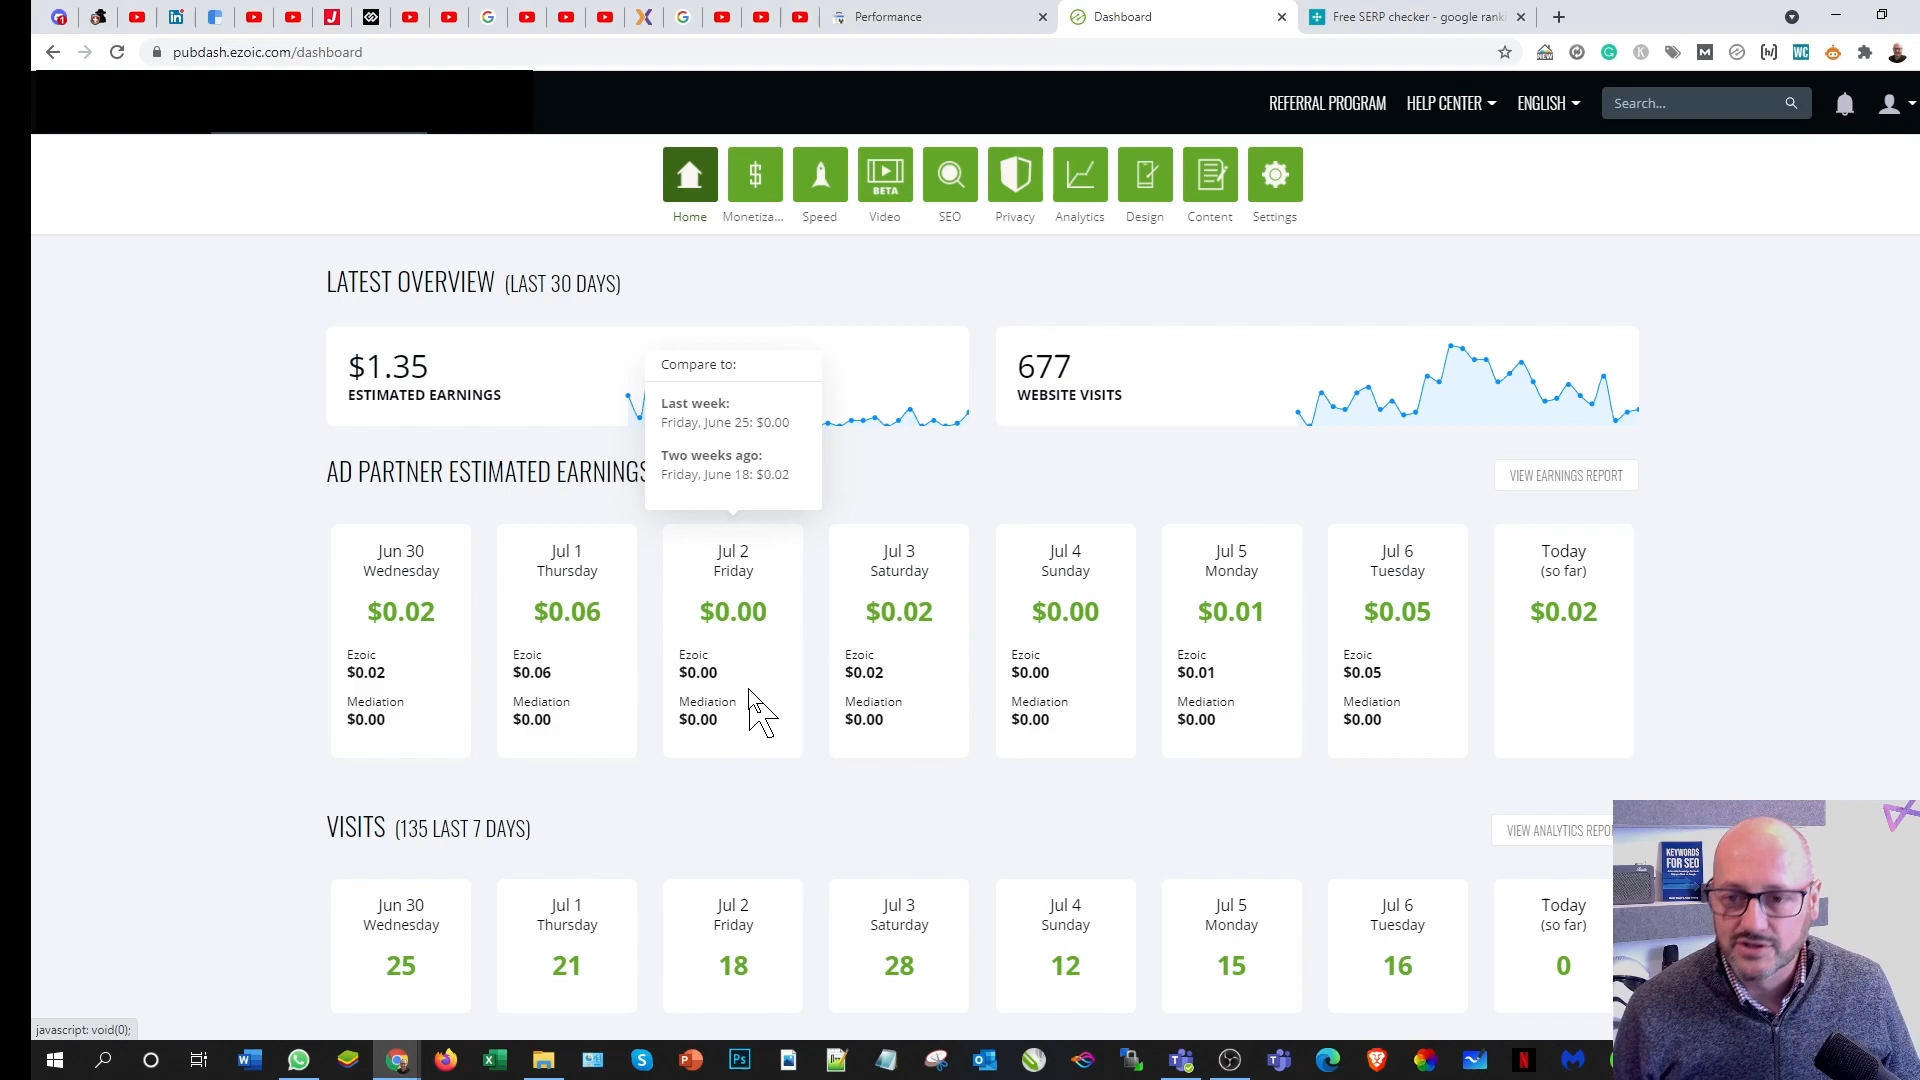 Performance
Dashboard
Free SERP checker - google rank
pubdash.ezoic.com/dashboard
REFERRAL PROGRAM
HELP CENTER
ENGLISH
Search...
BETA
Home
Monetiza...
Speed
Video
SEO
Privacy
Analytics
Design
Content
Settings
LATEST OVERVIEW (LAST 30 DAYS)
$1.35
ESTIMATED EARNINGS
677
WEBSITE VISITS
Compare to:
Last week:
Friday, June 25: $0.00
Two weeks ago:
Friday, June 18: $0.02
AD PARTNER ESTIMATED EARNINGS
VIEW EARNINGS REPORT
Jun 30
Wednesday
$0.02
Ezoic
$0.02
Mediation
$0.00
Jul 1
Thursday
$0.06
Ezoic
$0.06
Mediation
$0.00
Jul 2
Friday
$0.00
Ezoic
$0.00
Mediation
$0.00
Jul 3
Saturday
$0.02
Ezoic
$0.02
Mediation
$0.00
Jul 4
Sunday
$0.00
Ezoic
$0.00
Mediation
$0.00
Jul 5
Monday
$0.01
Ezoic
$0.01
Mediation
$0.00
Jul 6
Tuesday
$0.05
Ezoic
$0.05
Mediation
$0.00
Today
(so far)
$0.02
VISITS (135 LAST 7 DAYS)
VIEW ANALYTICS REPO
Jun 30
Wednesday
25
Jul 1
Thursday
21
Jul 2
Friday
18
Jul 3
Saturday
28
Jul 4
Sunday
12
Jul 5
Monday
15
Jul 6
Tuesday
16
Today
(so far)
0
KEYWORDS
FOR SEO
javascript: void(0);